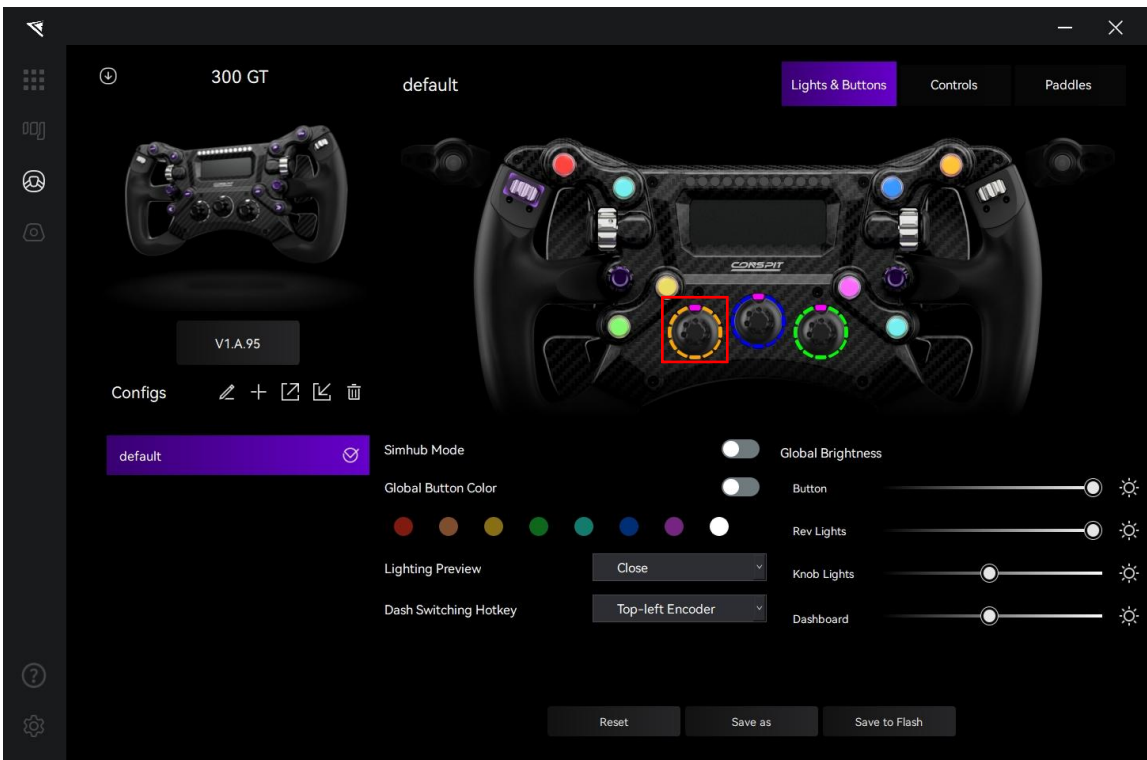 300 GT
default
Lights & Buttons
Controls
Paddles
CORSPIT
V1.A.95
Configs
default
Simhub Mode
Global Brightness
Global Button Color
Button
Rev Lights
Lighting Preview
Close
Knob Lights
Dash Switching Hotkey
Top-left Encoder
Dashboard
Reset
Save as
Save to Flash